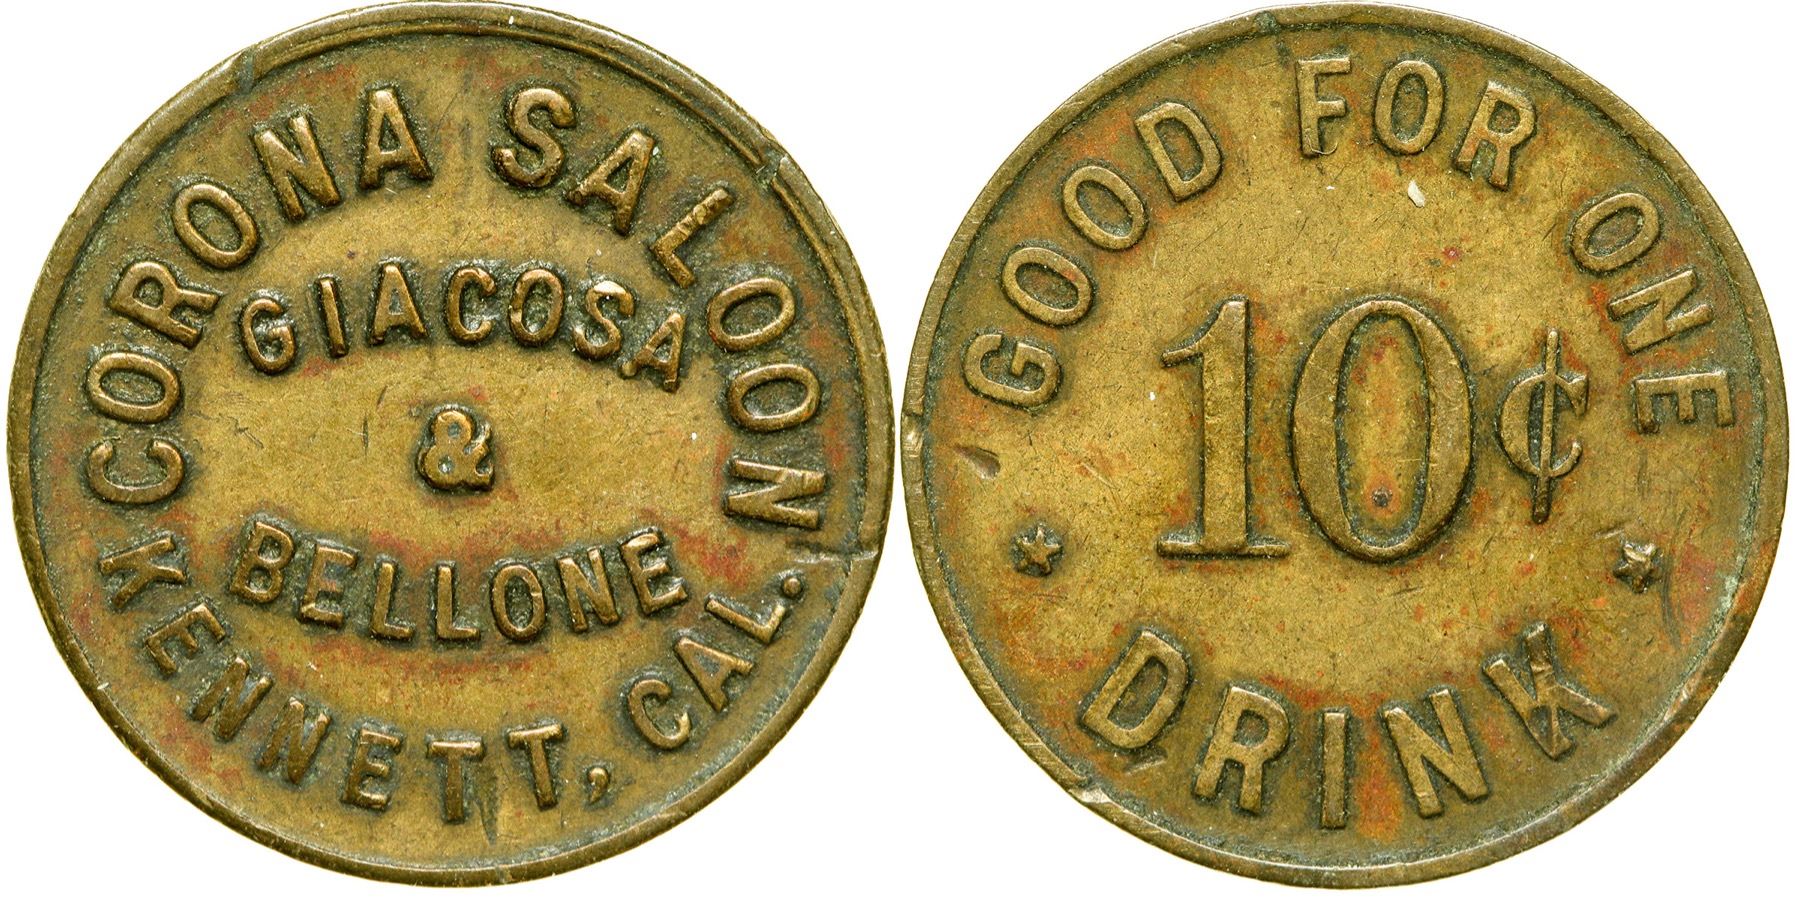 CORONA SALOON
GIACOSA
&
BELLONE
KENNETT, CAL.
GOOD FOR ONE
10¢
DRINK